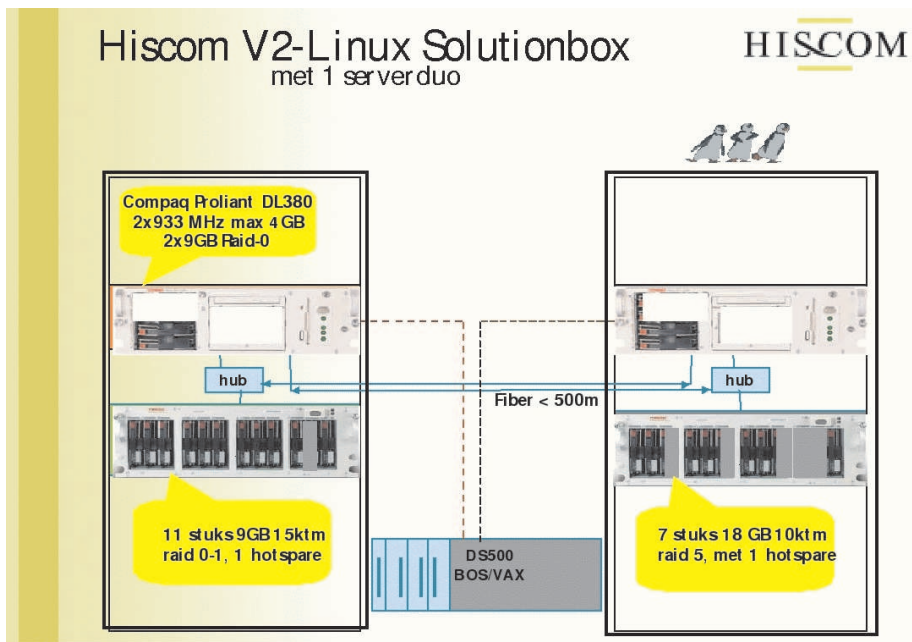 Hiscom V2-Linux Solutionbox
met 1 serverduo
HISCOM
Compaq Proliant DL380
2x933 MHz max 4GB
2x9GB Raid-0
hub
hub
Fiber < 500m
11 stuks 9GB 15ktm
raid 0-1, 1 hotspare
7 stuks 18 GB 10ktm
raid 5, met 1 hotspare
DS500
BOS/VAX